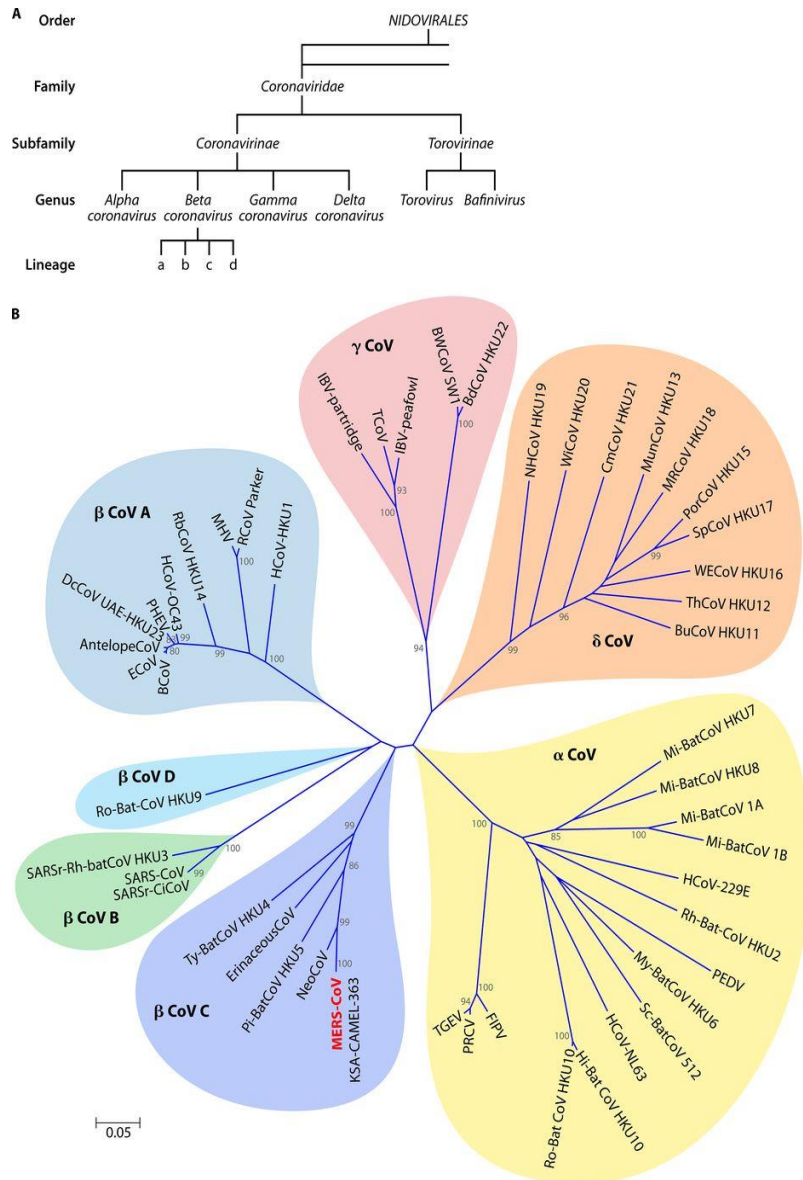 A
Order
NIDOVIRALES
Family
Coronaviridae
Subfamily
Coronavirinae
Torovirinae
Genus
Alpha
coronavirus
Beta
coronavirus
Gamma
coronavirus
Delta
coronavirus
Torovirus
Bafinivirus
Lineage
a
b
c
d
B
γ CoV
IBV-partridge
TCoV
IBV-peafowl
BWCoV SW1
BdCoV HKU22
100
93
100
94
NHCoV HKU19
WiCoV HKU20
CmCoV HKU21
MunCoV HKU13
MRCoV HKU18
PorCoV HKU15
SpCoV HKU17
99
WECoV HKU16
ThCoV HKU12
BuCoV HKU11
96
99
δ CoV
β CoV A
DcCoV UAE-HKU23
PHEV
HCoV-OC43
RbCoV HKU14
MHV
RCoV Parker
HCoV-HKU1
100
AntelopeCoV
ECoV
BCoV
83
99
80
99
100
β CoV D
Ro-Bat-CoV HKU9
SARSr-Rh-batCoV HKU3
SARS-CoV
SARSr-CiCoV
100
99
β CoV B
99
86
99
100
Ty-BatCoV HKU4
ErinaceousCoV
Pi-BatCoV HKU5
NeoCoV
MERS-CoV
KSA-CAMEL-363
β CoV C
α CoV
Mi-BatCoV HKU7
Mi-BatCoV HKU8
Mi-BatCoV 1A
Mi-BatCoV 1B
85
100
HCoV-229E
Rh-Bat-CoV HKU2
PEDV
My-BatCoV HKU6
Sc-BatCoV 512
HCoV-NL63
Hi-Bat CoV HKU10
Ro-Bat CoV HKU10
100
100
100
94
TGEV
PRCV
FIPV
0.05